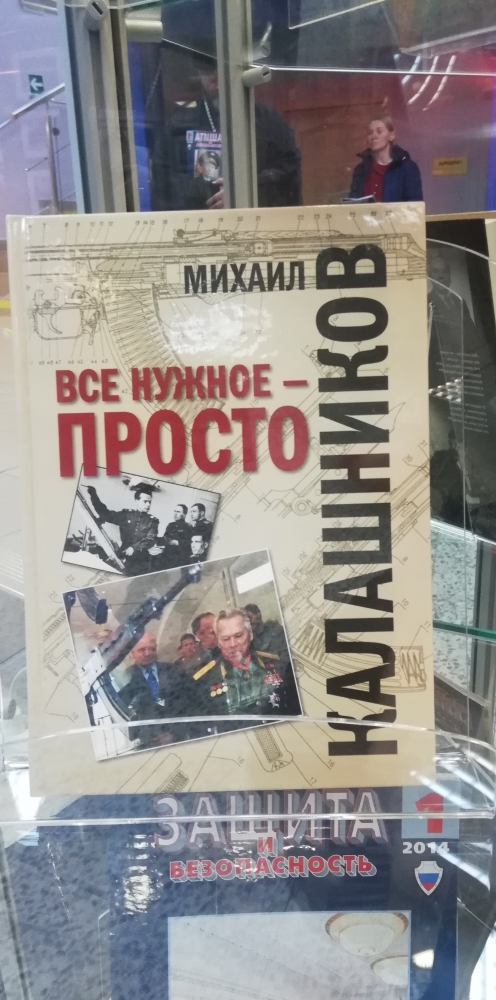 МИХАИЛ
КАЛАШНИКОВ
ВСЕ НУЖНОЕ –
ПРОСТО
ЗАЩИТА
И
БЕЗОПАСНОСТЬ
1
2014